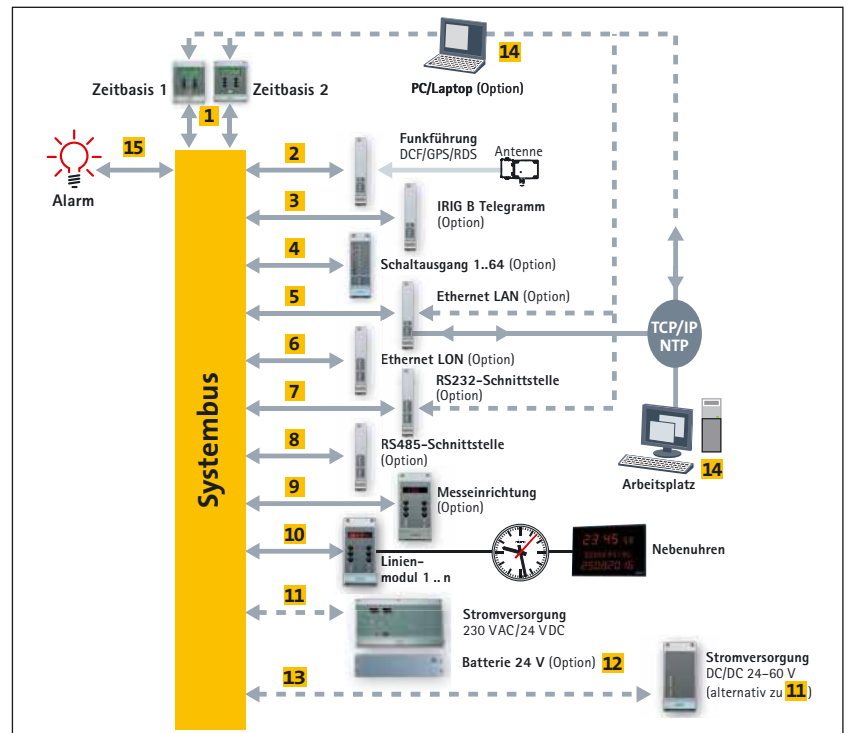 14
PC/Laptop (Option)
Zeitbasis 1
Zeitbasis 2
1
15
Alarm
Systembus
2
Funkführung
DCF/GPS/RDS
Antenne
3
IRIG B Telegramm
(Option)
4
Schaltausgang 1..64 (Option)
5
Ethernet LAN (Option)
TCP/IP
NTP
6
Ethernet LON (Option)
7
RS232-Schnittstelle
(Option)
8
RS485-Schnittstelle
(Option)
14
Arbeitsplatz
9
Messeinrichtung
(Option)
10
Linien-
modul 1 .. n
Nebenuhren
11
Stromversorgung
230 VAC/24 VDC
Batterie 24 V (Option) 12
13
Stromversorgung
DC/DC 24–60 V
(alternativ zu 11)